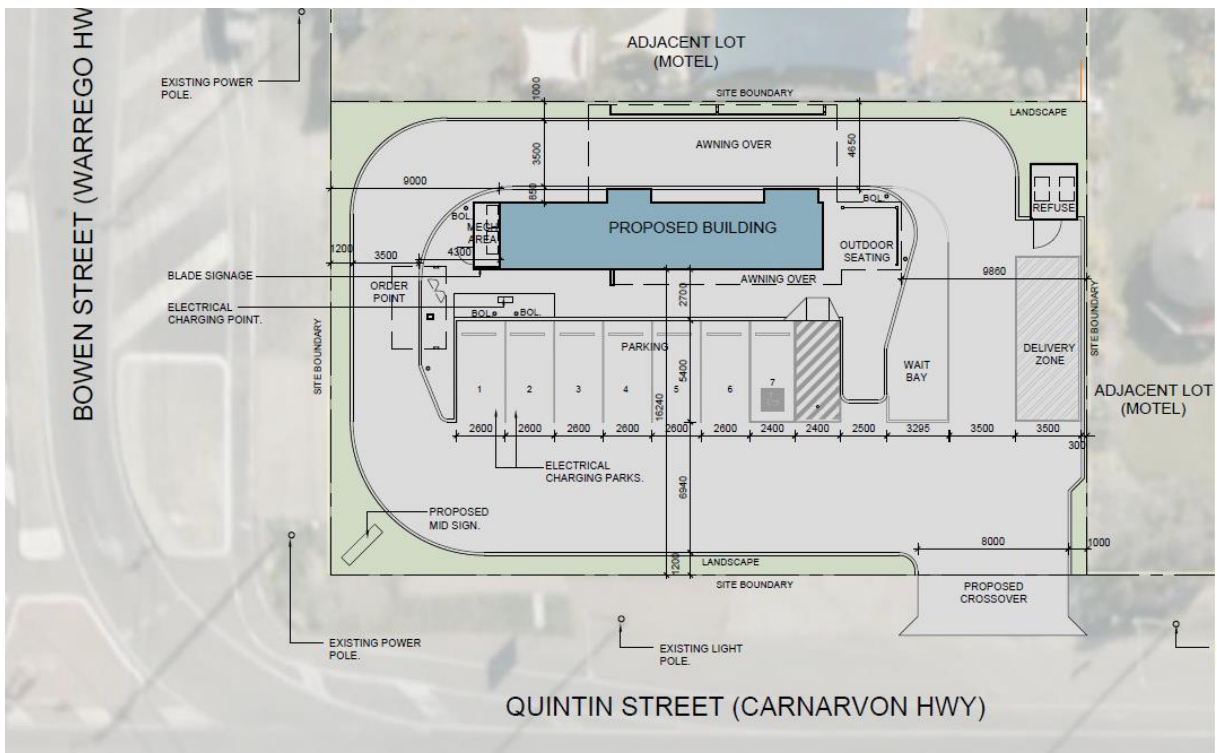 BOWEN STREET (WARREGO HW
EXISTING POWER
POLE.
ADJACENT LOT
(MOTEL)
1000
SITE BOUNDARY
LANDSCAPE
3500
AWNING OVER
4650
9000
650
BOL.
MECH
AREA
PROPOSED BUILDING
BOL.
REFUSE
4300
OUTDOOR
SEATING
1200
3500
BLADE SIGNAGE
ORDER
POINT
AWNING OVER
9860
ELECTRICAL
CHARGING POINT.
BOL.
BOL.
2700
SITE BOUNDARY
PARKING
WAIT
BAY
DELIVERY
ZONE
SITE BOUNDARY
1
2
3
4
5
6
7
5400
16240
ADJACENT LOT
(MOTEL)
2600
2600
2600
2600
2600
2600
2400
2400
2500
3295
3500
3500
300
ELECTRICAL
CHARGING PARKS.
6940
PROPOSED
MID SIGN.
8000
1000
1200
LANDSCAPE
SITE BOUNDARY
PROPOSED
CROSSOVER
EXISTING POWER
POLE.
EXISTING LIGHT
POLE.
QUINTIN STREET (CARNARVON HWY)